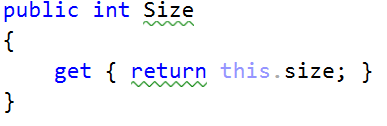 public int Size
{
    get { return this.size; }
}